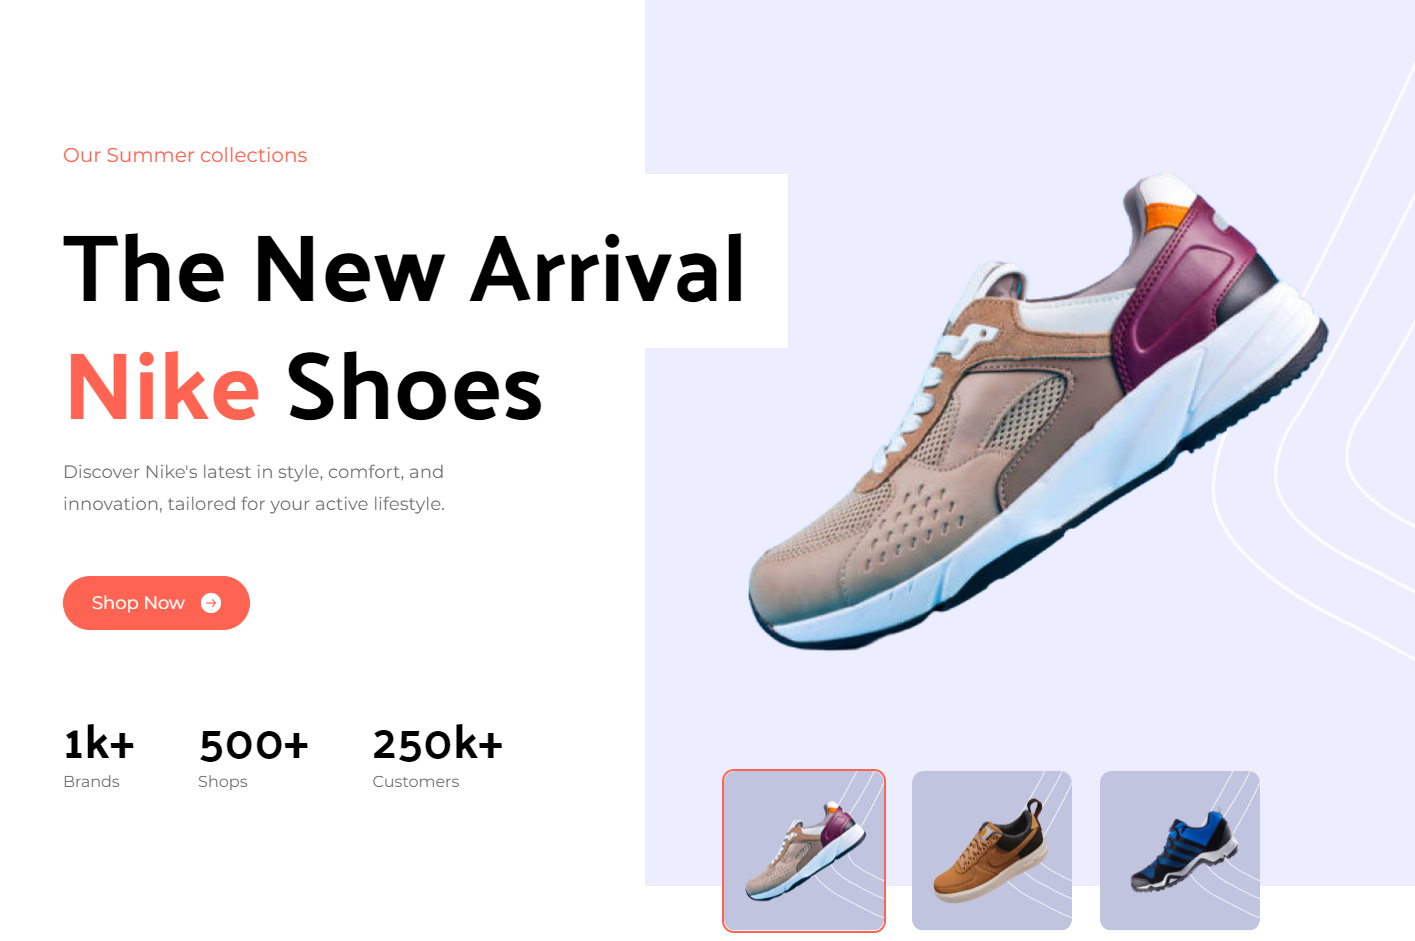 Our Summer collections
The New Arrival
Nike Shoes
Discover Nike's latest in style, comfort, and
innovation, tailored for your active lifestyle.
Shop Now
1k+ 500+ 250k+
Brands Shops Customers